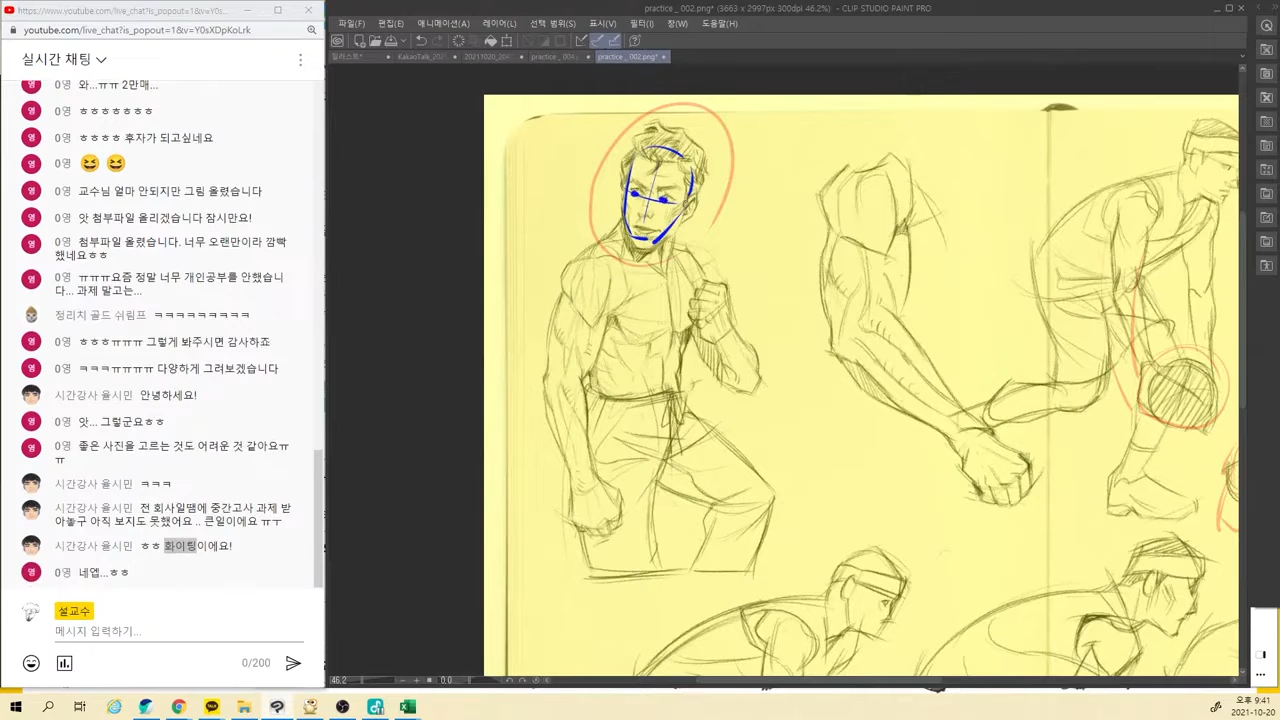 https://www.youtube.com/live_chat?is_popout=1&v=Y0s...
youtube.com/live_chat?is_popout=1&v=Y0sXDpKoLrk
실시간 채팅
0영 와...ㅠㅠ 2만매...
0영 ㅎㅎㅎㅎㅎㅎㅎ
0영 ㅎㅎㅎㅎ 후자가 되고싶네요
0영 😆 😆
0영 교수님 얼마 안되지만 그림 올렸습니다
0영 앗 첨부파일 올리겠습니다 잠시만요!
0영 첨부파일 올렸습니다. 너무 오랜만이라 깜빡
했네요ㅎㅎ
0영 ㅠㅠㅠ요즘 정말 너무 개인공부를 안했습니
다... 과제 말고는...
정리치 골드 쉬림프 ㅋㅋㅋㅋㅋㅋㅋㅋㅋ
0영 ㅎㅎㅎㅠㅠㅠ 그렇게 봐주시면 감사하죠
0영 ㅋㅋㅋㅠㅠㅠㅠ 다양하게 그려보겠습니다
시간강사 율시민 안녕하세요!
0영 앗... 그렇군요ㅎㅎ
0영 좋은 사진을 고르는 것도 어려운 것 같아요ㅠ
ㅠ
시간강사 율시민 ㅋㅋㅋ
시간강사 율시민 전 회사일땜에 중간고사 과제 받
아놓구 아직 보지도 못했어요 .. 큰일이에요 ㅠㅜ
시간강사 율시민 ㅎㅎ 화이팅이에요!
0영 네엡...ㅎㅎ
설교수
메시지 입력하기...
0/200
practice _ 002.png* (3663 x 2997px 300dpi 46.2%) - CLIP STUDIO PAINT PRO
파일(F) 편집(E) 애니메이션(A) 레이어(L) 선택 범위(S) 표시(V) 필터(I) 창(W) 도움말(H)
practice _ 002.png*
46.2
0.0
오후 9:41
2021-10-20